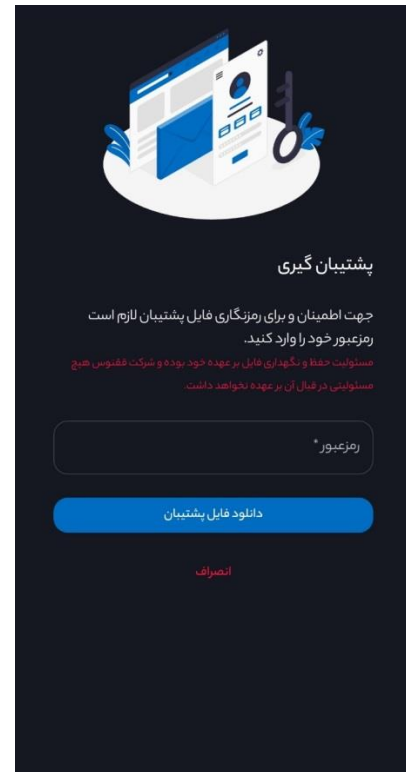 پشتیبان گیری
جهت اطمینان و برای رمزنگاری فایل پشتیبان لازم است
رمزعبور خود را وارد کنید.
مسئولیت حفظ و نگهداری فایل بر عهده خود بوده و شرکت ققنوس هیچ
مسئولیتی در قبال آن بر عهده نخواهد داشت.
رمزعبور *
دانلود فایل پشتیبان
انصراف